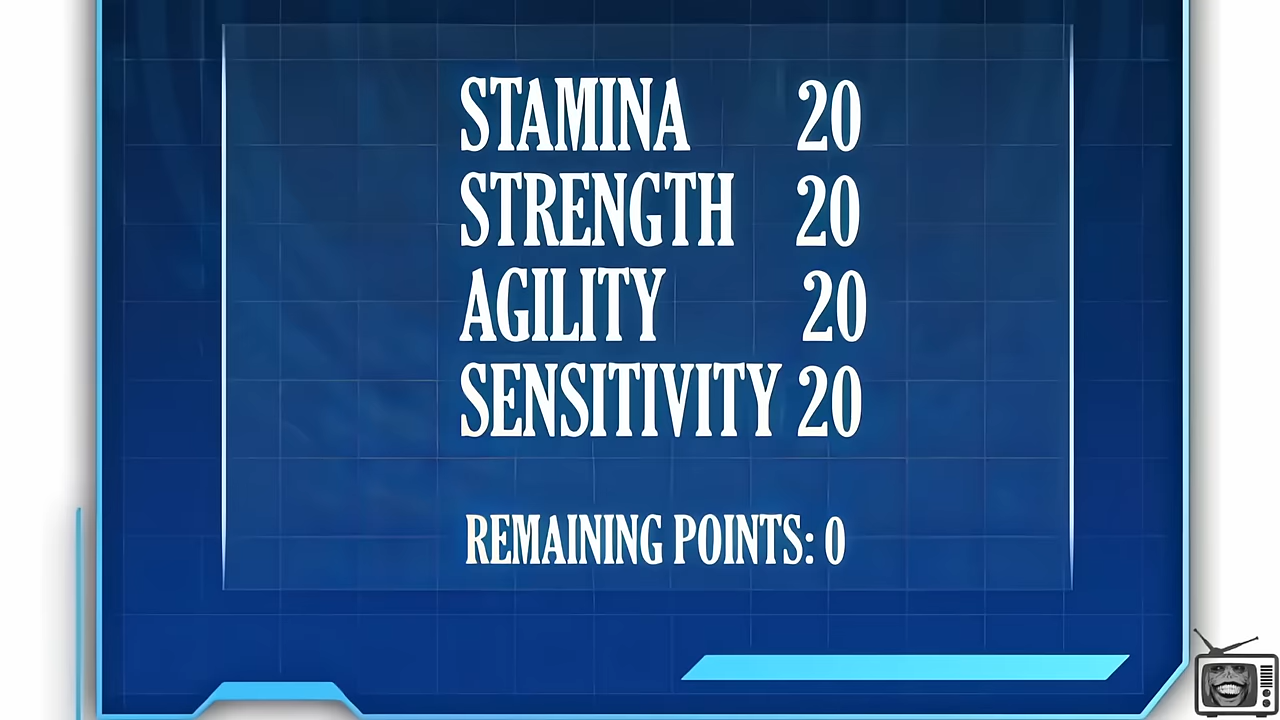 STAMINA 20
STRENGTH 20
AGILITY 20
SENSITIVITY 20
REMAINING POINTS: 0